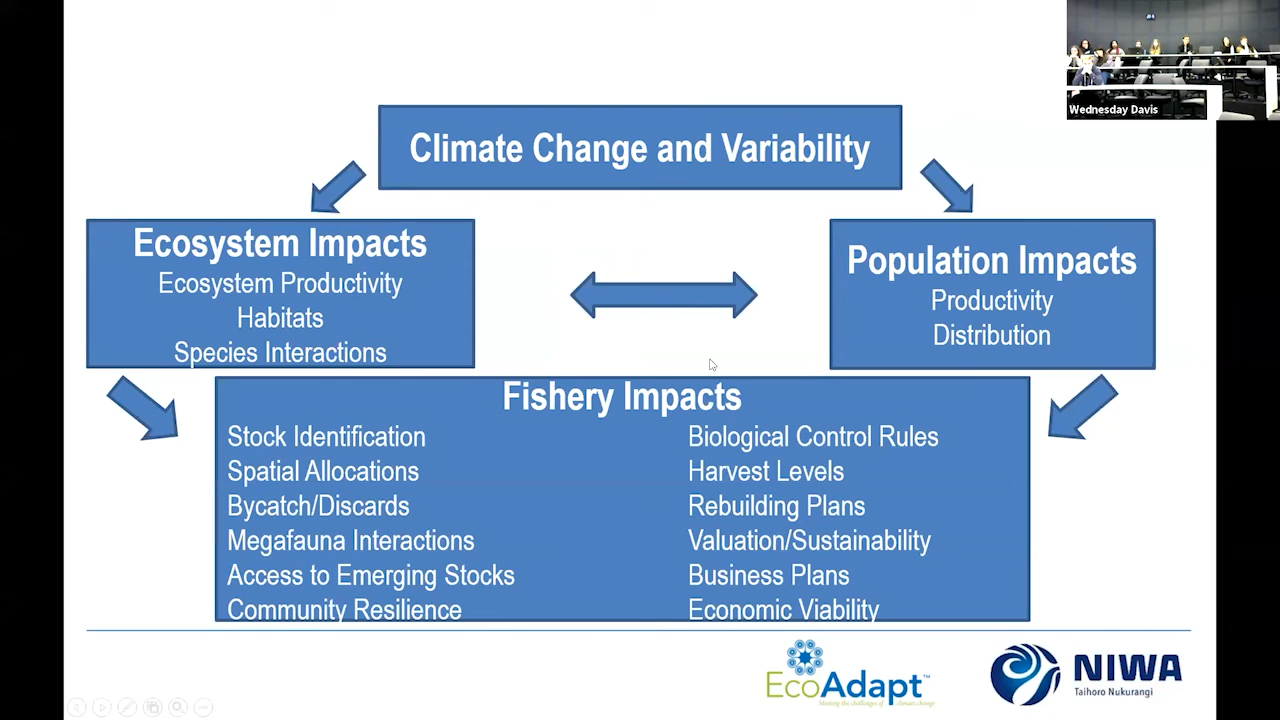 Wednesday Davis
Climate Change and Variability
Ecosystem Impacts
Ecosystem Productivity
Habitats
Species Interactions
Population Impacts
Productivity
Distribution
Fishery Impacts
Stock Identification
Spatial Allocations
Bycatch/Discards
Megafauna Interactions
Access to Emerging Stocks
Community Resilience
Biological Control Rules
Harvest Levels
Rebuilding Plans
Valuation/Sustainability
Business Plans
Economic Viability
EcoAdapt™
Meeting the challenges of climate change
NIWA
Taihoro Nukurangi